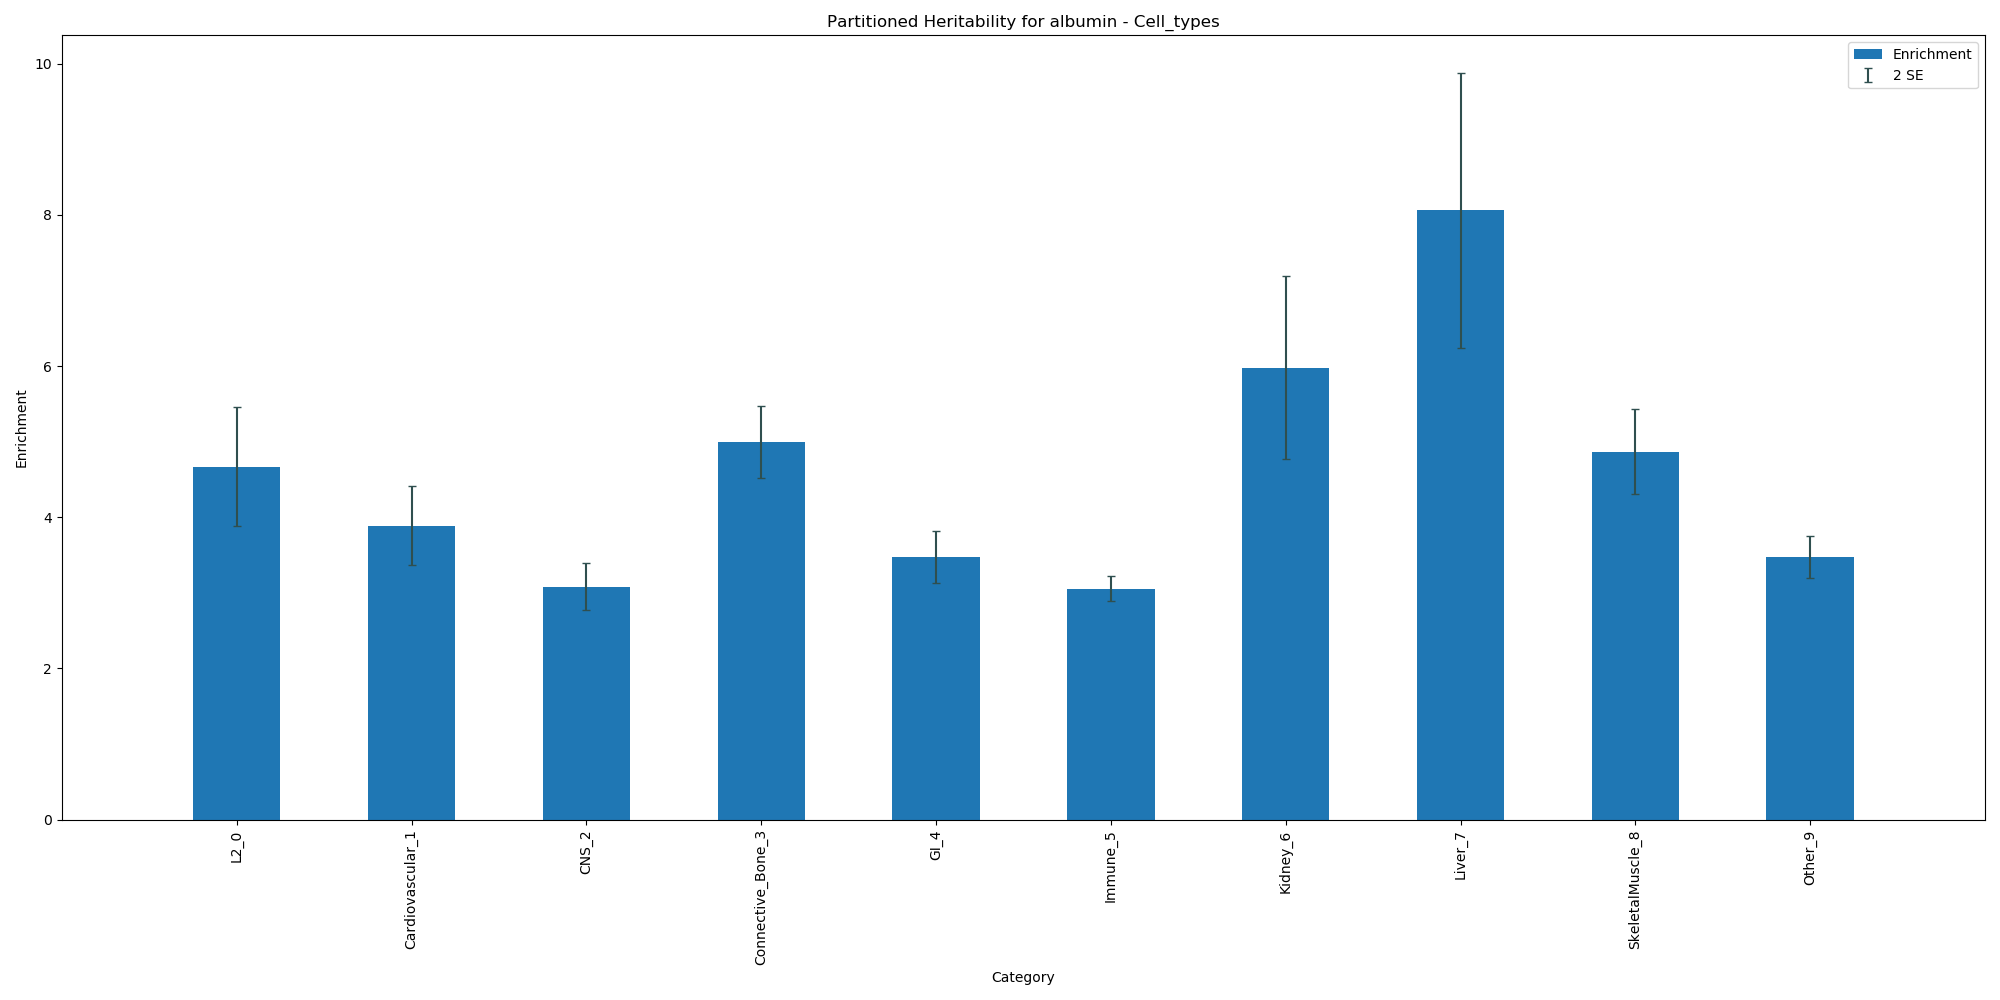 Partitioned Heritability for albumin - Cell_types
Enrichment
2 SE
10
8
6
4
2
0
Enrichment
L2_0
Cardiovascular_1
CNS_2
Connective_Bone_3
GI_4
Immune_5
Kidney_6
Liver_7
SkeletalMuscle_8
Other_9
Category